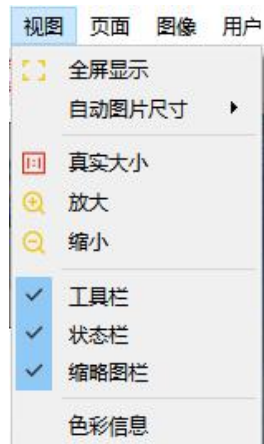 视图 页面 图像 用户
全屏显示
自动图片尺寸
1:1 真实大小
放大
缩小
工具栏
状态栏
缩略图栏
色彩信息